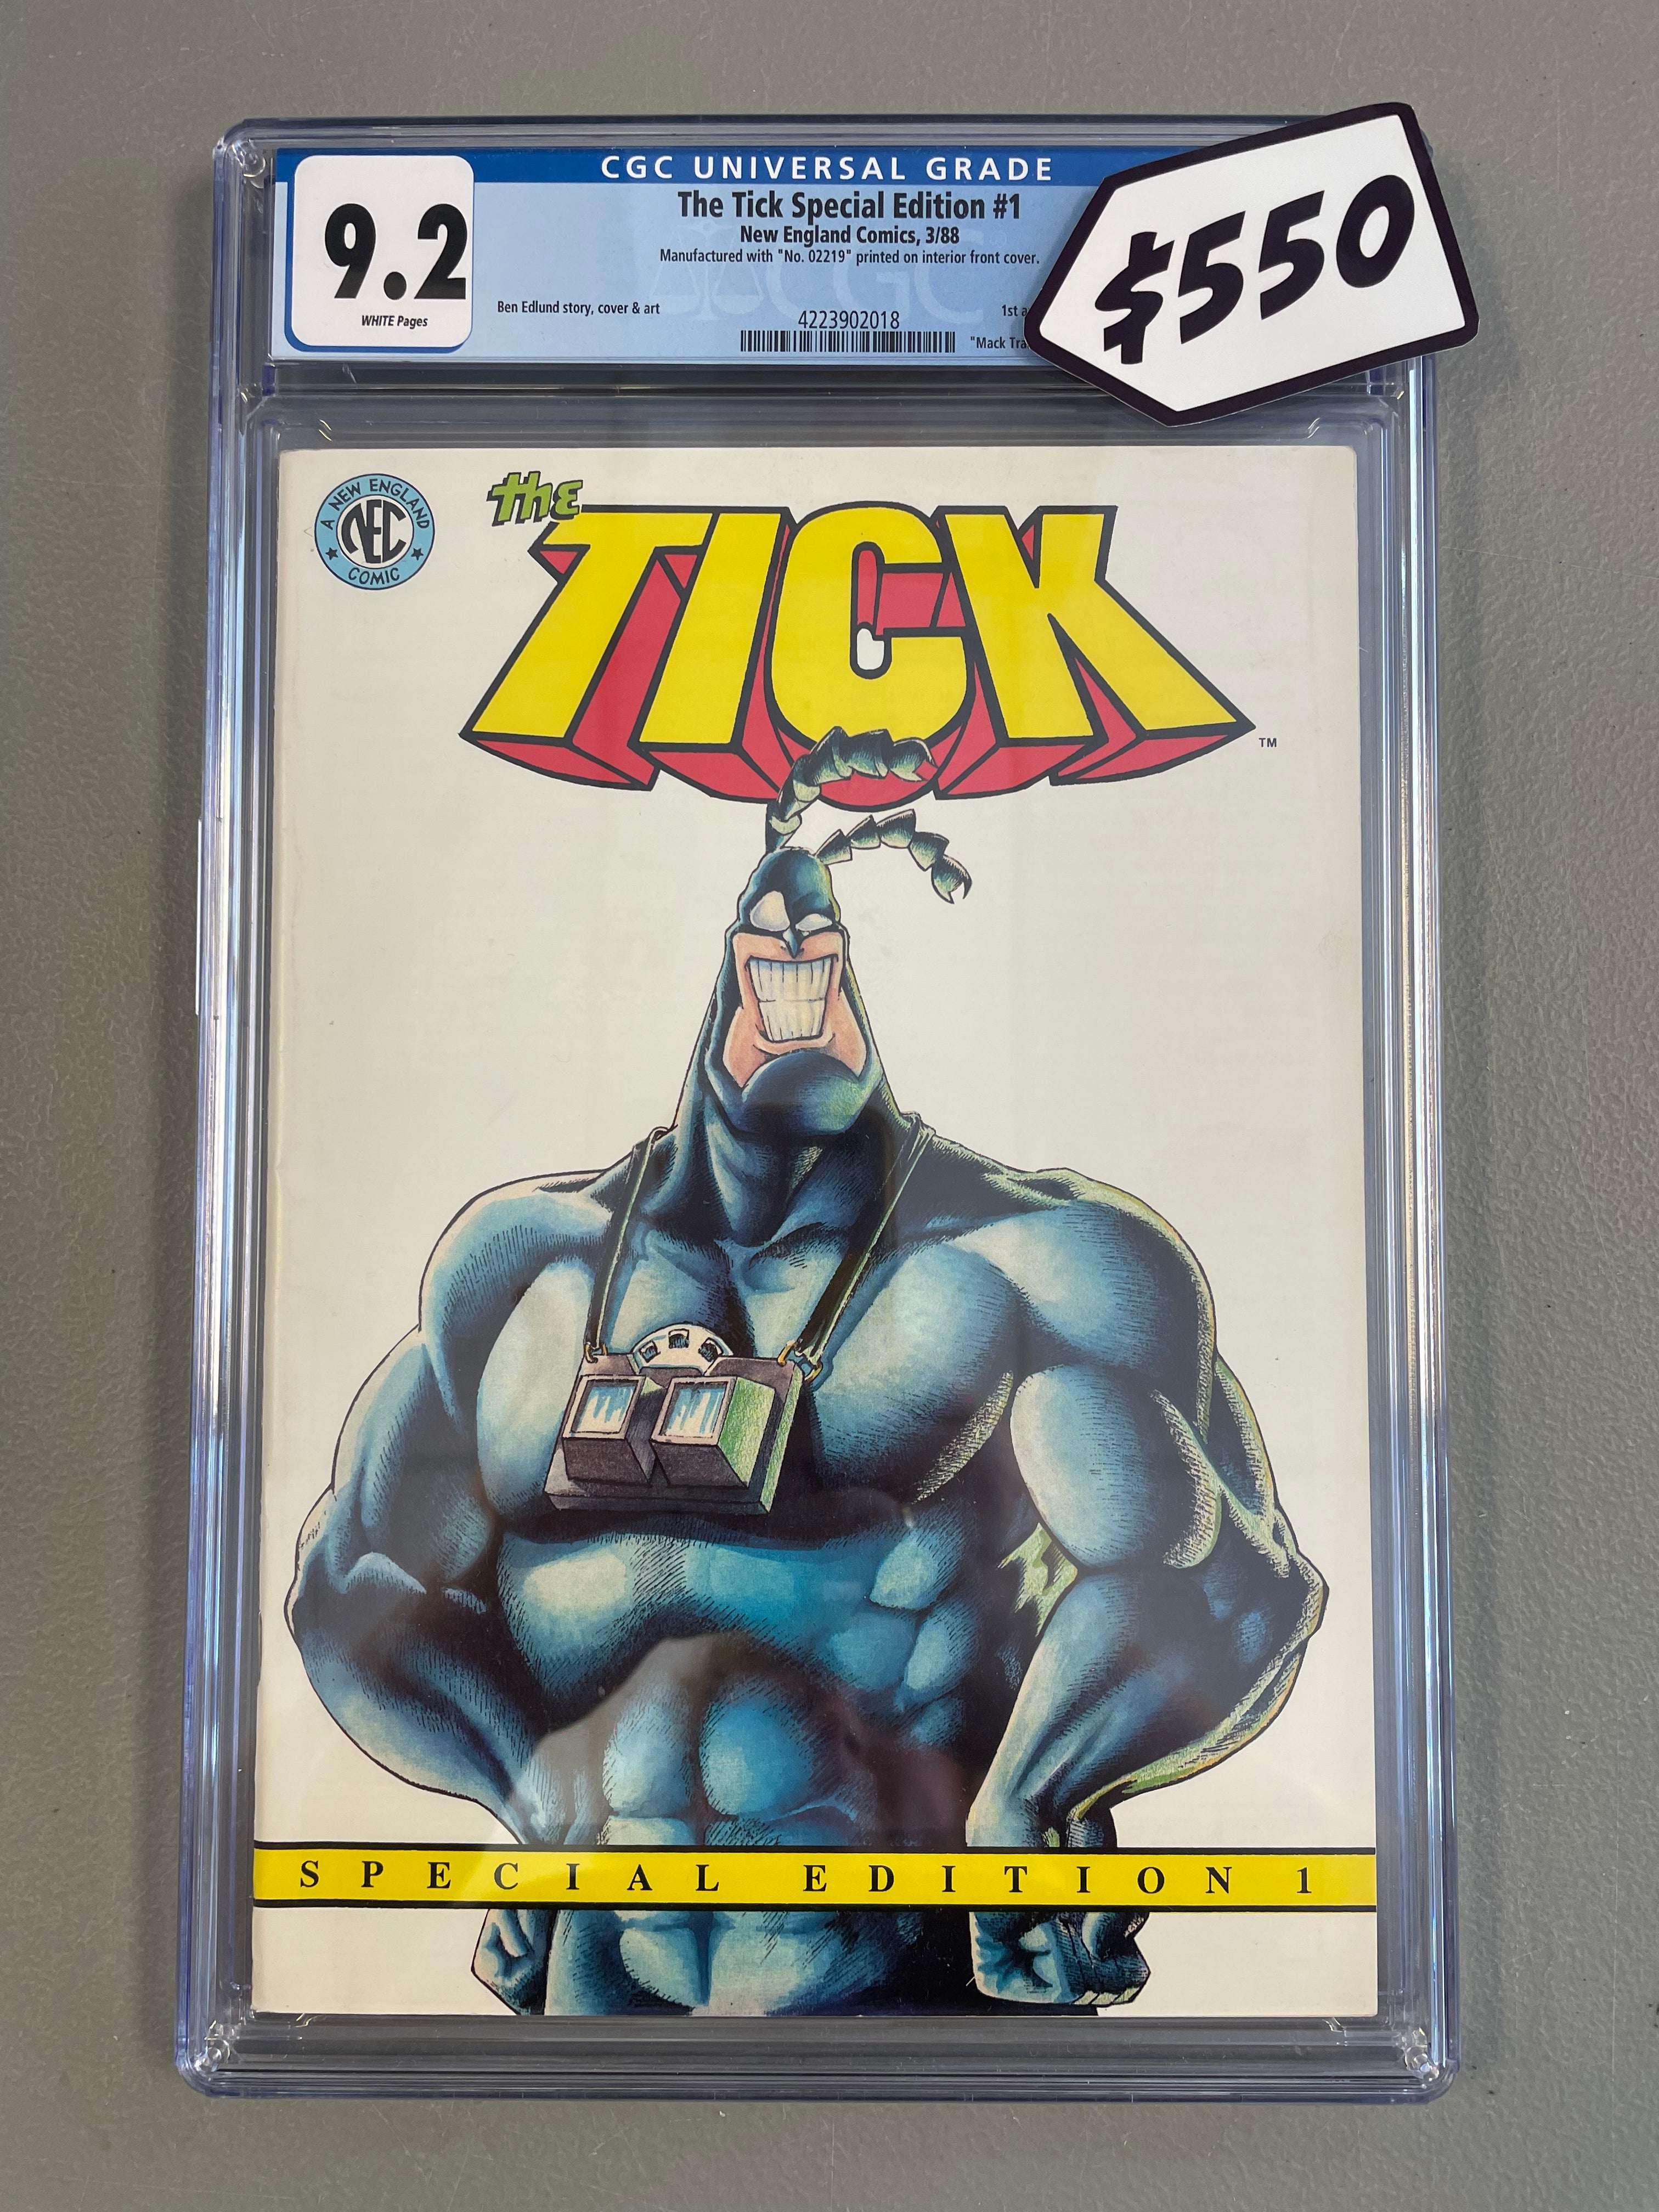 CGC UNIVERSAL GRADE
9.2
WHITE Pages
The Tick Special Edition #1
New England Comics, 3/88
Manufactured with "No. 02219" printed on interior front cover.
Ben Edlund story, cover & art
4223902018
1st
"Mack
$550
A NEW ENGLAND
NEC
COMIC
the
TICK
TM
SPECIAL EDITION 1